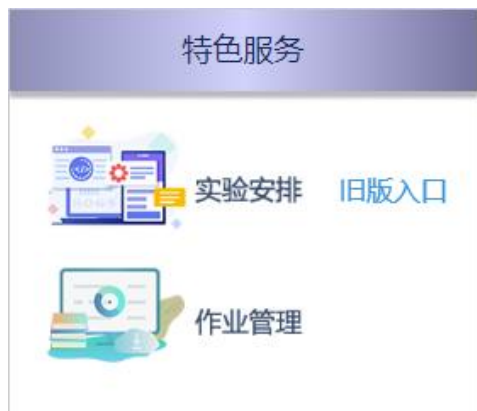 特色服务
实验安排 旧版入口
作业管理